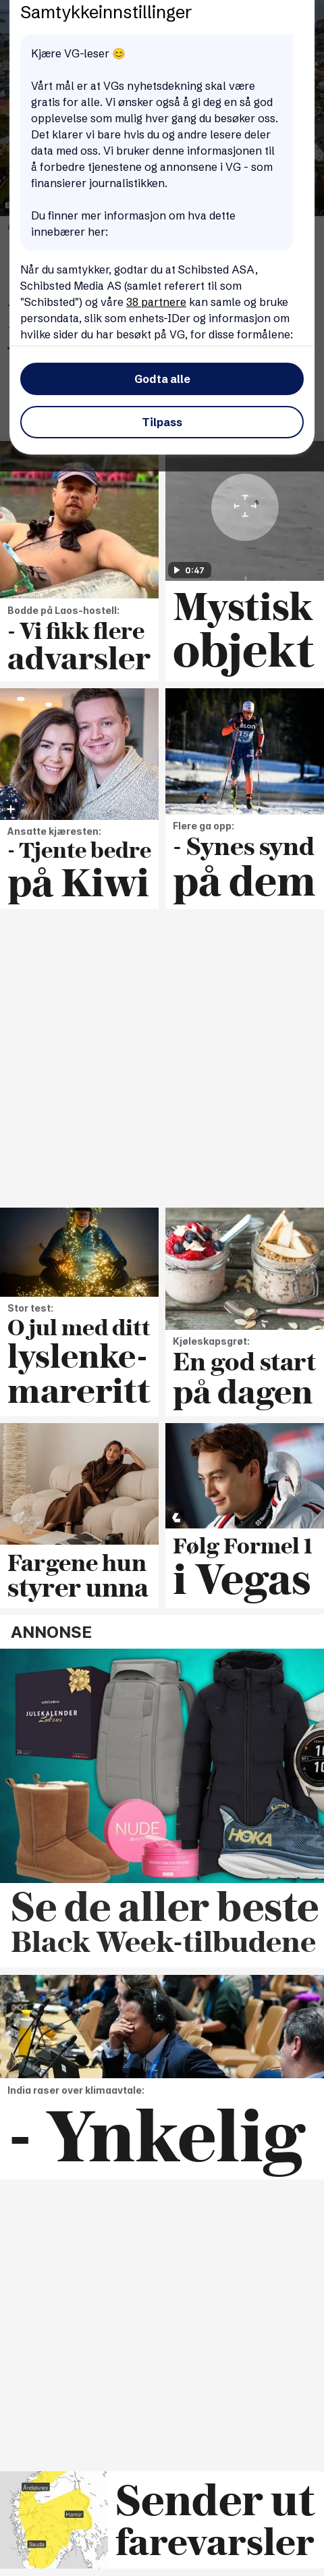 Samtykkeinnstillinger
Kjære VG-leser 😊
Vårt mål er at VGs nyhetsdekning skal være
gratis for alle. Vi ønsker også å gi deg en så god
opplevelse som mulig hver gang du besøker oss.
Det klarer vi bare hvis du og andre lesere deler
data med oss. Vi bruker denne informasjonen til
å forbedre tjenestene og annonsene i VG - som
finansierer journalistikken.
Du finner mer informasjon om hva dette
innebærer her:
Når du samtykker, godtar du at Schibsted ASA,
Schibsted Media AS (samlet referert til som
"Schibsted") og våre 38 partnere kan samle og bruke
persondata, slik som enhets-IDer og informasjon om
hvilke sider du har besøkt på VG, for disse formålene:
Godta alle
Tilpass
Bodde på Laos-hostell:
- Vi fikk flere
advarsler
0:47
Mystisk
objekt
Ansatte kjæresten:
- Tjente bedre
på Kiwi
Flere ga opp:
- Synes synd
på dem
Stor test:
O jul med ditt
lyslenke-
mareritt
Kjøleskapsgrøt:
En god start
på dagen
Fargene hun
styrer unna
Følg Formel 1
i Vegas
ANNONSE
JULEKALENDER
NUDE
HOKA
Se de aller beste
Black Week-tilbudene
India raser over klimaavtale:
- Ynkelig
Åndalsnes
Hamar
Sauda
Sender ut
farevarsler